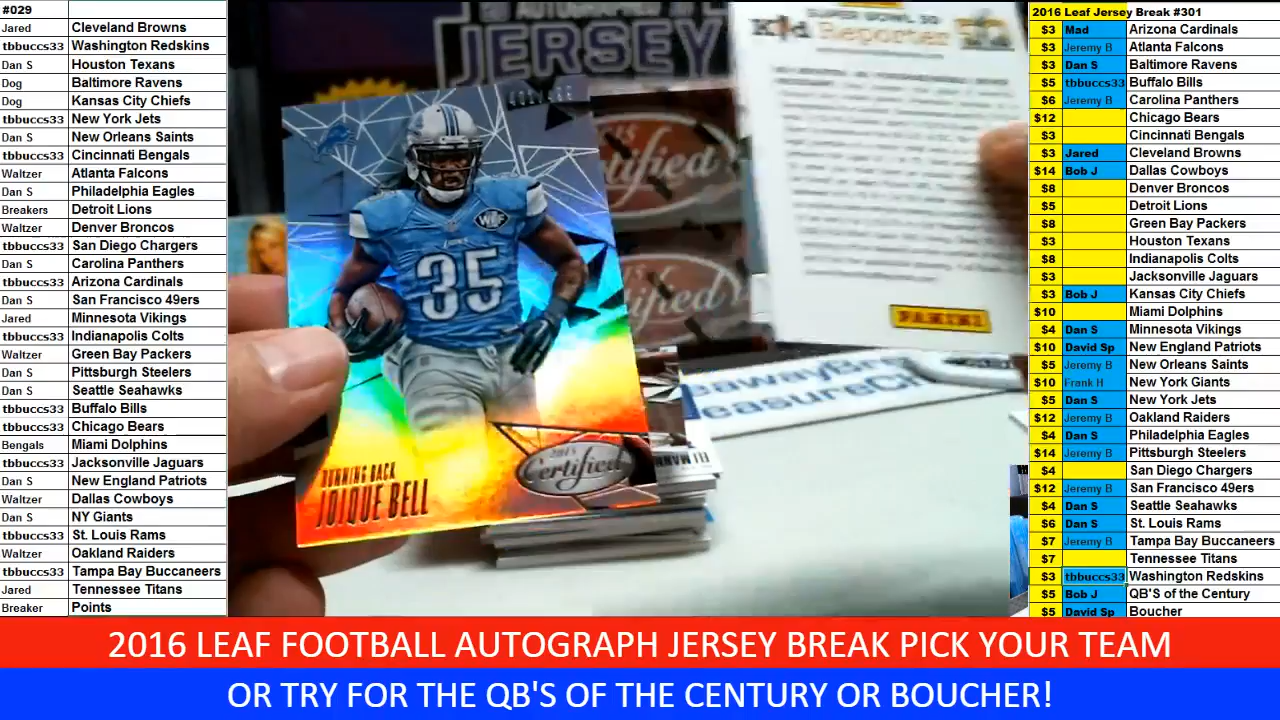 #029
Jared Cleveland Browns
tbbuccs33 Washington Redskins
Dan S Houston Texans
Dog Baltimore Ravens
Dog Kansas City Chiefs
tbbuccs33 New York Jets
Dan S New Orleans Saints
tbbuccs33 Cincinnati Bengals
Waltzer Atlanta Falcons
Dan S Philadelphia Eagles
Breakers Detroit Lions
Waltzer Denver Broncos
tbbuccs33 San Diego Chargers
Dan S Carolina Panthers
tbbuccs33 Arizona Cardinals
Dan S San Francisco 49ers
Jared Minnesota Vikings
tbbuccs33 Indianapolis Colts
Waltzer Green Bay Packers
Dan S Pittsburgh Steelers
Dan S Seattle Seahawks
tbbuccs33 Buffalo Bills
tbbuccs33 Chicago Bears
Bengals Miami Dolphins
tbbuccs33 Jacksonville Jaguars
Dan S New England Patriots
Waltzer Dallas Cowboys
Dan S NY Giants
tbbuccs33 St. Louis Rams
Waltzer Oakland Raiders
tbbuccs33 Tampa Bay Buccaneers
Jared Tennessee Titans
Breaker Points
AUTOGRAPHED
JERSEY
Reporter
PANINI
Certified
Certified
35
WCF
2015
Certified
RUNNING BACK
JOIQUE BELL
2016 Leaf Jersey Break #301
$3 Mad Arizona Cardinals
$3 Jeremy B Atlanta Falcons
$3 Dan S Baltimore Ravens
$5 tbbuccs33 Buffalo Bills
$6 Jeremy B Carolina Panthers
$12 Chicago Bears
$3 Cincinnati Bengals
$3 Jared Cleveland Browns
$14 Bob J Dallas Cowboys
$8 Denver Broncos
$5 Detroit Lions
$8 Green Bay Packers
$3 Houston Texans
$8 Indianapolis Colts
$3 Jacksonville Jaguars
$3 Bob J Kansas City Chiefs
$10 Miami Dolphins
$4 Dan S Minnesota Vikings
$10 David Sp New England Patriots
$5 Jeremy B New Orleans Saints
$10 Frank H New York Giants
$5 Dan S New York Jets
$12 Jeremy B Oakland Raiders
$4 Dan S Philadelphia Eagles
$14 Jeremy B Pittsburgh Steelers
$4 San Diego Chargers
$12 Jeremy B San Francisco 49ers
$4 Dan S Seattle Seahawks
$6 Dan S St. Louis Rams
$7 Jeremy B Tampa Bay Buccaneers
$7 Tennessee Titans
$3 tbbuccs33 Washington Redskins
$5 Bob J QB'S of the Century
$5 David Sp Boucher
2016 LEAF FOOTBALL AUTOGRAPH JERSEY BREAK PICK YOUR TEAM
OR TRY FOR THE QB'S OF THE CENTURY OR BOUCHER!